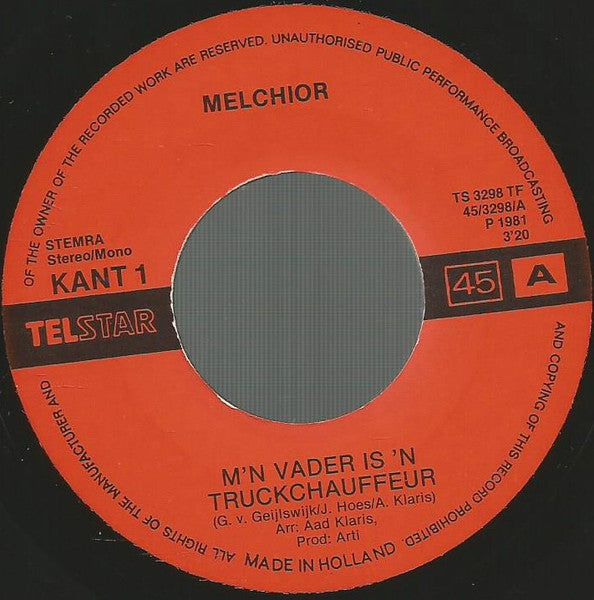 ALL RIGHTS OF THE MANUFACTURER AND OF THE OWNER OF THE RECORDED WORK ARE RESERVED. UNAUTHORISED PUBLIC PERFORMANCE BROADCASTING AND COPYING OF THIS RECORD PROHIBITED.
MELCHIOR
TS 3298 TF
45/3298/A
P 1981
3'20
STEMRA
Stereo/Mono
KANT 1
TELSTAR
45 A
M'N VADER IS 'N
TRUCKCHAUFFEUR
(G. v. Geijlswijk/J. Hoes/A. Klaris)
Arr: Aad Klaris,
Prod: Arti
MADE IN HOLLAND